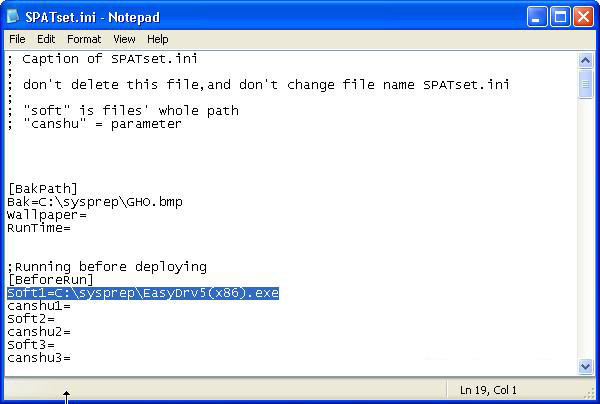 SPATset.ini - Notepad
File Edit Format View Help
; Caption of SPATset.ini
;
; don't delete this file,and don't change file name SPATset.ini
;
; "soft" is files' whole path
; "canshu" = parameter
[BakPath]
Bak=C:\sysprep\GHO.bmp
Wallpaper=
RunTime=
;Running before deploying
[BeforeRun]
Soft1=C:\sysprep\EasyDrv5(x86).exe
canshu1=
Soft2=
canshu2=
Soft3=
canshu3=
Ln 19, Col 1